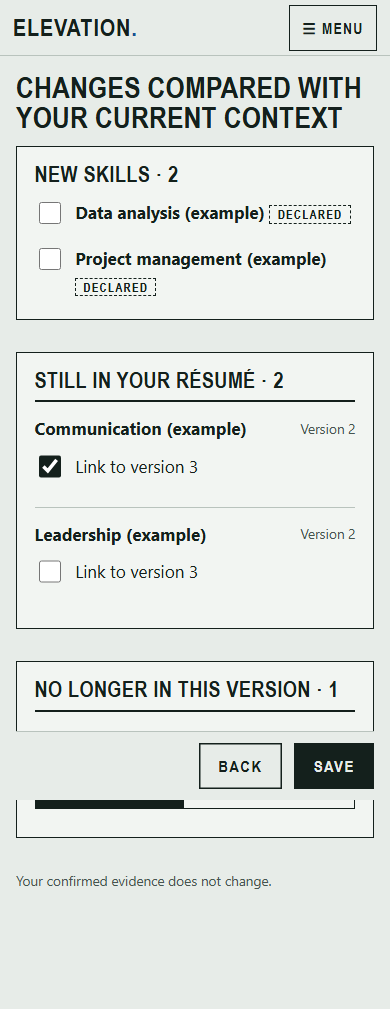 ELEVATION.
☰ MENU
CHANGES COMPARED WITH
YOUR CURRENT CONTEXT
NEW SKILLS · 2
Data analysis (example) DECLARED
Project management (example)
DECLARED
STILL IN YOUR RÉSUMÉ · 2
Communication (example) Version 2
Link to version 3
Leadership (example) Version 2
Link to version 3
NO LONGER IN THIS VERSION · 1
BACK SAVE
Your confirmed evidence does not change.